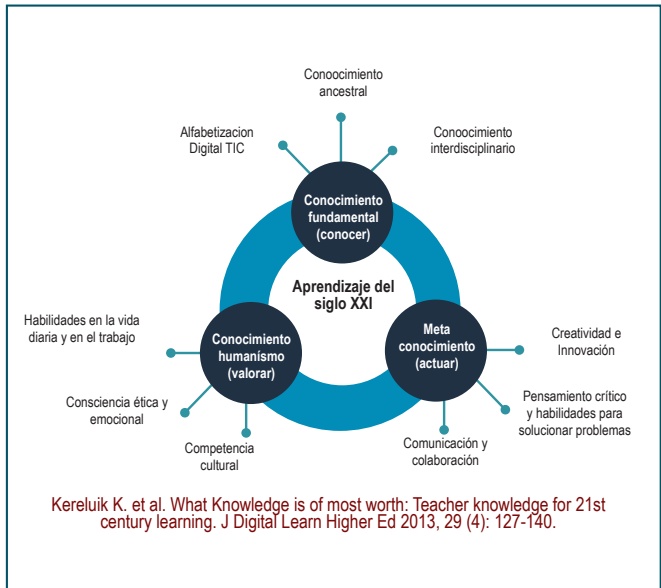 Conoocimiento
ancestral
Alfabetizacion
Digital TIC
Conoocimiento
interdisciplinario
Conocimiento
fundamental
(conocer)
Aprendizaje del
siglo XXI
Habilidades en la vida
diaria y en el trabajo
Conocimiento
humanísmo
(valorar)
Meta
conocimiento
(actuar)
Creatividad e
Innovación
Consciencia ética y
emocional
Pensamiento crítico
y habilidades para
solucionar problemas
Competencia
cultural
Comunicación y
colaboración
Kereluik K. et al. What Knowledge is of most worth: Teacher knowledge for 21st
century learning. J Digital Learn Higher Ed 2013, 29 (4): 127-140.